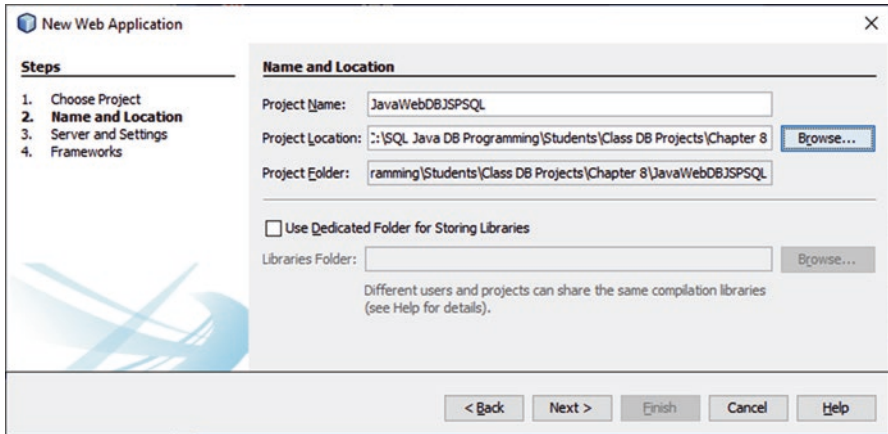 New Web Application
Steps
1. Choose Project
2. Name and Location
3. Server and Settings
4. Frameworks
Name and Location
Project Name: JavaWebDBJSPSQL
Project Location: C:\SQL Java DB Programming\Students\Class DB Projects\Chapter 8 Browse...
Project Folder: ramming\Students\Class DB Projects\Chapter 8\JavaWebDBJSPSQL
Use Dedicated Folder for Storing Libraries
Libraries Folder: Browse...
Different users and projects can share the same compilation libraries
(see Help for details).
< Back Next > Finish Cancel Help